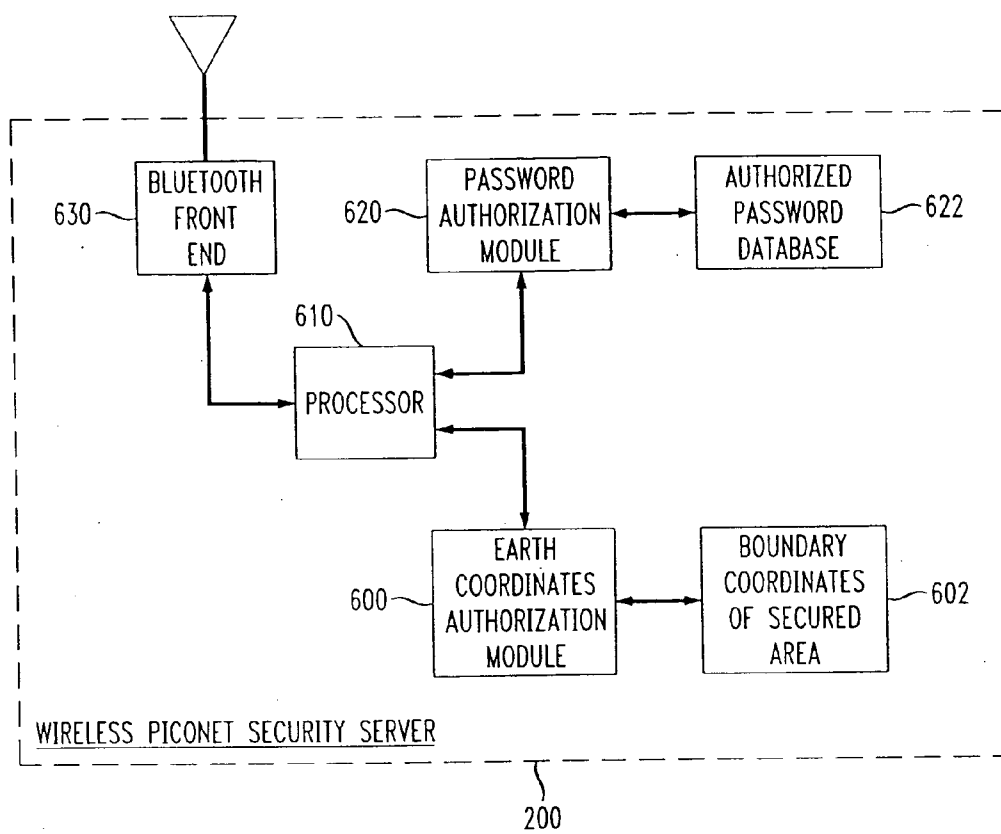 BLUETOOTH
FRONT
END
630
PASSWORD
AUTHORIZATION
MODULE
620
AUTHORIZED
PASSWORD
DATABASE
622
610
PROCESSOR
EARTH
COORDINATES
AUTHORIZATION
MODULE
600
BOUNDARY
COORDINATES
OF SECURED
AREA
602
WIRELESS PICONET SECURITY SERVER
200